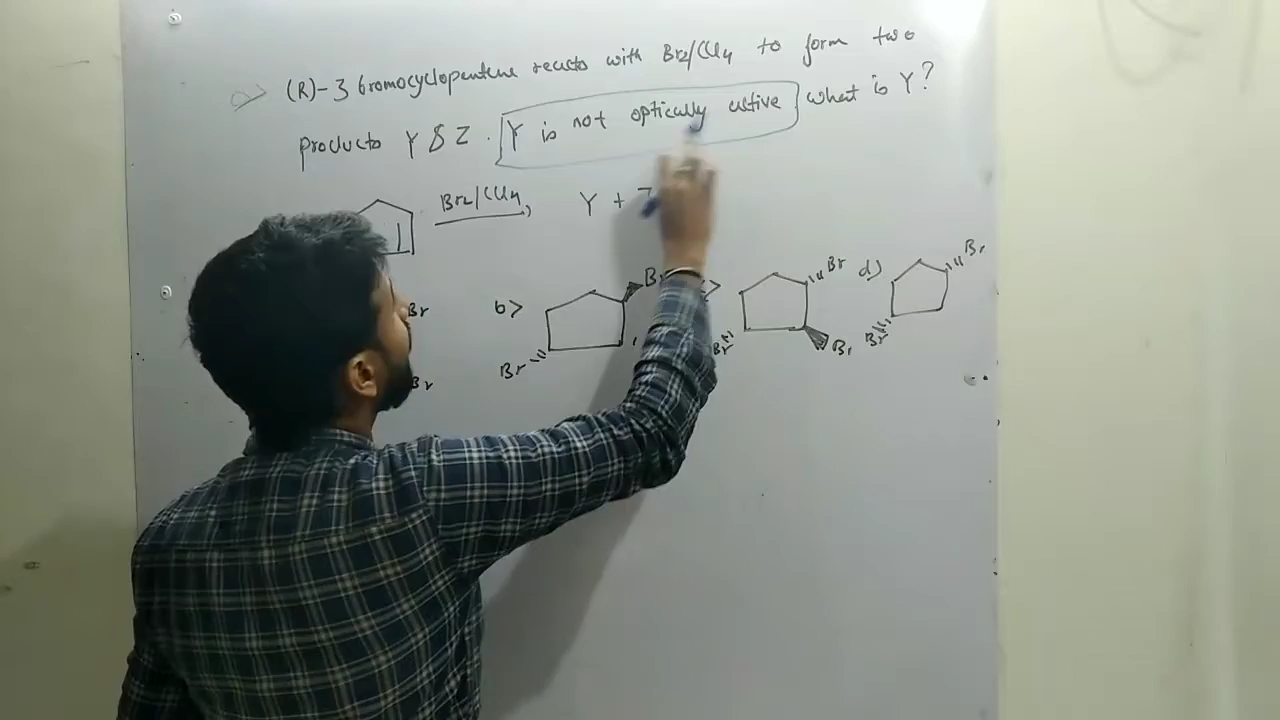 Q>
(R)-3 bromocyclopentene reacts with Br2/CCl4 to form two
products Y & Z. Y is not optically active what is Y?
Br2/CCl4
Y + Z
Br
Br
b>
Br
Br
Br
Br
Br
d)
Br
Br